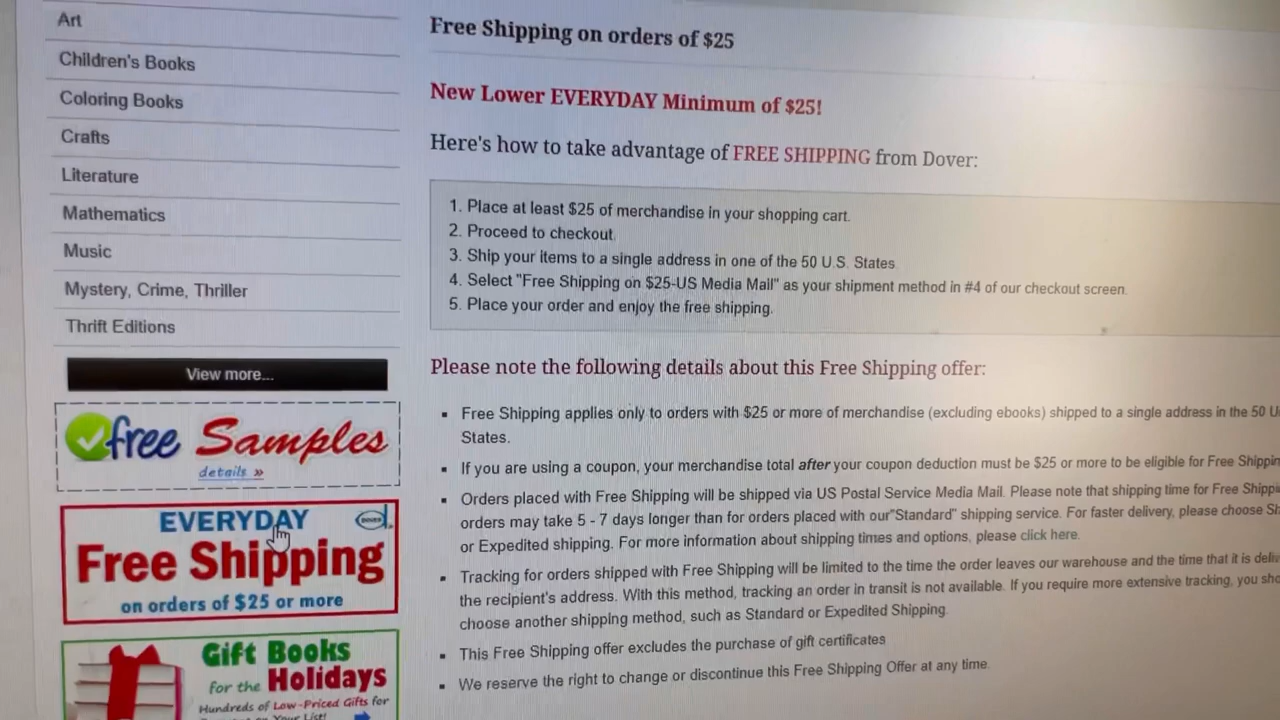 Art
Children's Books
Coloring Books
Crafts
Literature
Mathematics
Music
Mystery, Crime, Thriller
Thrift Editions
View more...
free Samples
details »
EVERYDAY
DOVER
Free Shipping
on orders of $25 or more
Gift Books
for the Holidays
Hundreds of Low-Priced Gifts for
Your List!
Free Shipping on orders of $25
New Lower EVERYDAY Minimum of $25!
Here's how to take advantage of FREE SHIPPING from Dover:
1. Place at least $25 of merchandise in your shopping cart.
2. Proceed to checkout.
3. Ship your items to a single address in one of the 50 U.S. States.
4. Select "Free Shipping on $25-US Media Mail" as your shipment method in #4 of our checkout screen.
5. Place your order and enjoy the free shipping.
Please note the following details about this Free Shipping offer:
Free Shipping applies only to orders with $25 or more of merchandise (excluding ebooks) shipped to a single address in the 50
States.
If you are using a coupon, your merchandise total after your coupon deduction must be $25 or more to be eligible for Free
Orders placed with Free Shipping will be shipped via US Postal Service Media Mail. Please note that shipping time for Free
orders may take 5 - 7 days longer than for orders placed with our"Standard" shipping service. For faster delivery, please choose
or Expedited shipping. For more information about shipping times and options, please click here.
Tracking for orders shipped with Free Shipping will be limited to the time the order leaves our warehouse and the time that it is
the recipient's address. With this method, tracking an order in transit is not available. If you require more extensive tracking, you
choose another shipping method, such as Standard or Expedited Shipping.
This Free Shipping offer excludes the purchase of gift certificates
We reserve the right to change or discontinue this Free Shipping Offer at any time.